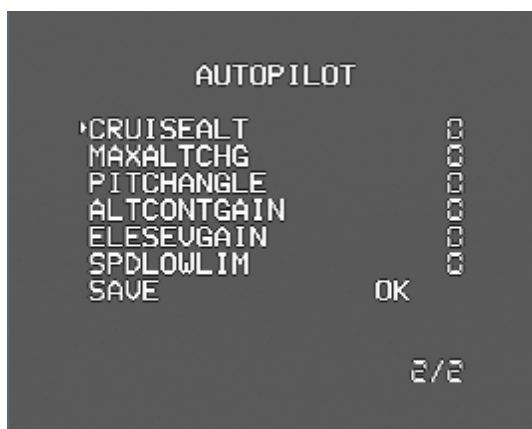 AUTOPILOT
CRUISEALT 0
MAXALTCHG 0
PITCHANGLE 0
ALTCONTGAIN 0
ELESEVGAIN 0
SPDLOWLIM 0
SAVE OK
2/2